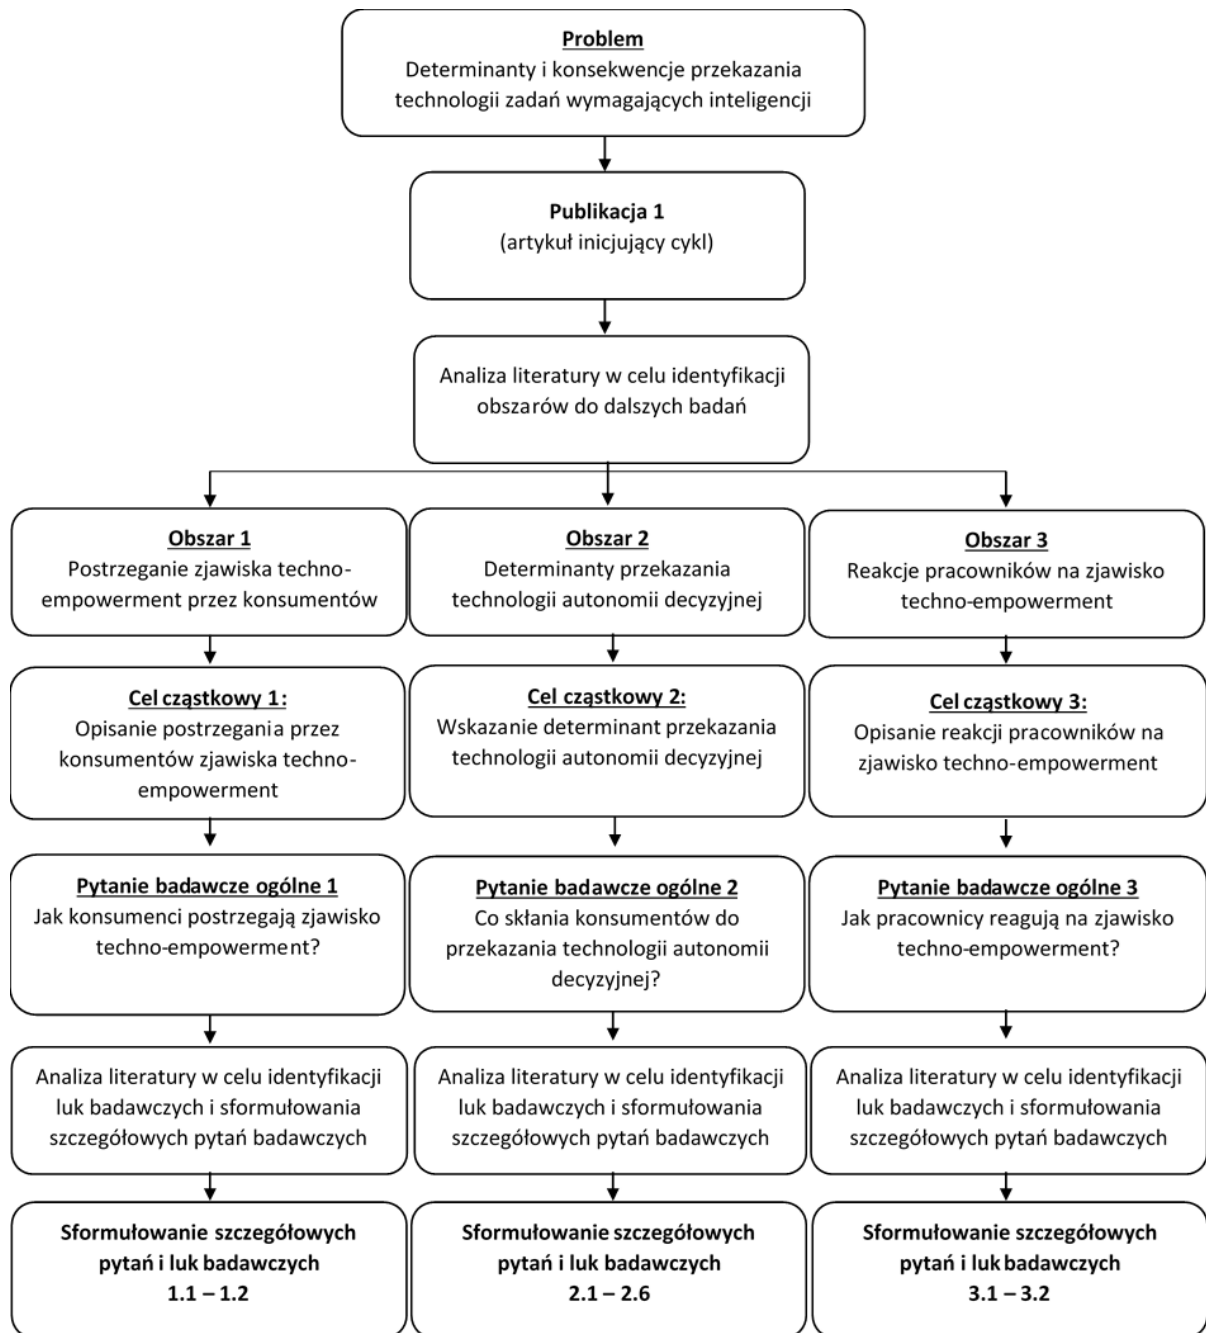 Problem
Determinanty i konsekwencje przekazania
technologii zadań wymagających inteligencji
Publikacja 1
(artykuł inicjujący cykl)
Analiza literatury w celu identyfikacji
obszarów do dalszych badań
Obszar 1
Postrzeganie zjawiska techno-
empowerment przez konsumentów
Obszar 2
Determinanty przekazania
technologii autonomii decyzyjnej
Obszar 3
Reakcje pracowników na zjawisko
techno-empowerment
Cel cząstkowy 1:
Opisanie postrzegania przez
konsumentów zjawiska techno-
empowerment
Cel cząstkowy 2:
Wskazanie determinant przekazania
technologii autonomii decyzyjnej
Cel cząstkowy 3:
Opisanie reakcji pracowników na
zjawisko techno-empowerment
Pytanie badawcze ogólne 1
Jak konsumenci postrzegają zjawisko
techno-empowerment?
Pytanie badawcze ogólne 2
Co skłania konsumentów do
przekazania technologii autonomii
decyzyjnej?
Pytanie badawcze ogólne 3
Jak pracownicy reagują na zjawisko
techno-empowerment?
Analiza literatury w celu identyfikacji
luk badawczych i sformułowania
szczegółowych pytań badawczych
Analiza literatury w celu identyfikacji
luk badawczych i sformułowania
szczegółowych pytań badawczych
Analiza literatury w celu identyfikacji
luk badawczych i sformułowania
szczegółowych pytań badawczych
Sformułowanie szczegółowych
pytań i luk badawczych
1.1 – 1.2
Sformułowanie szczegółowych
pytań i luk badawczych
2.1 – 2.6
Sformułowanie szczegółowych
pytań i luk badawczych
3.1 – 3.2